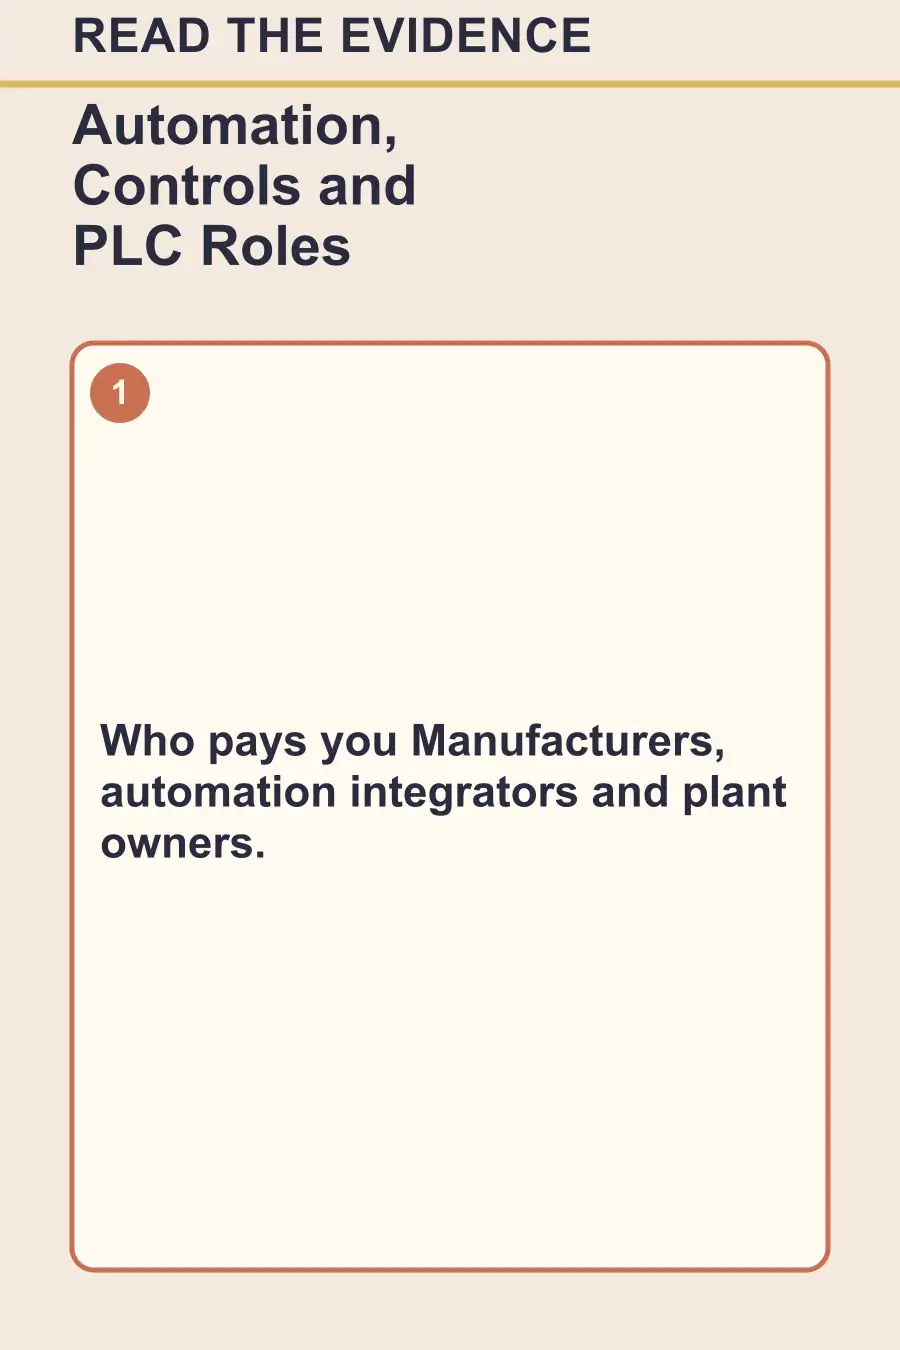 READ THE EVIDENCE
Automation,
Controls and
PLC Roles
1
Who pays you Manufacturers,
automation integrators and plant
owners.